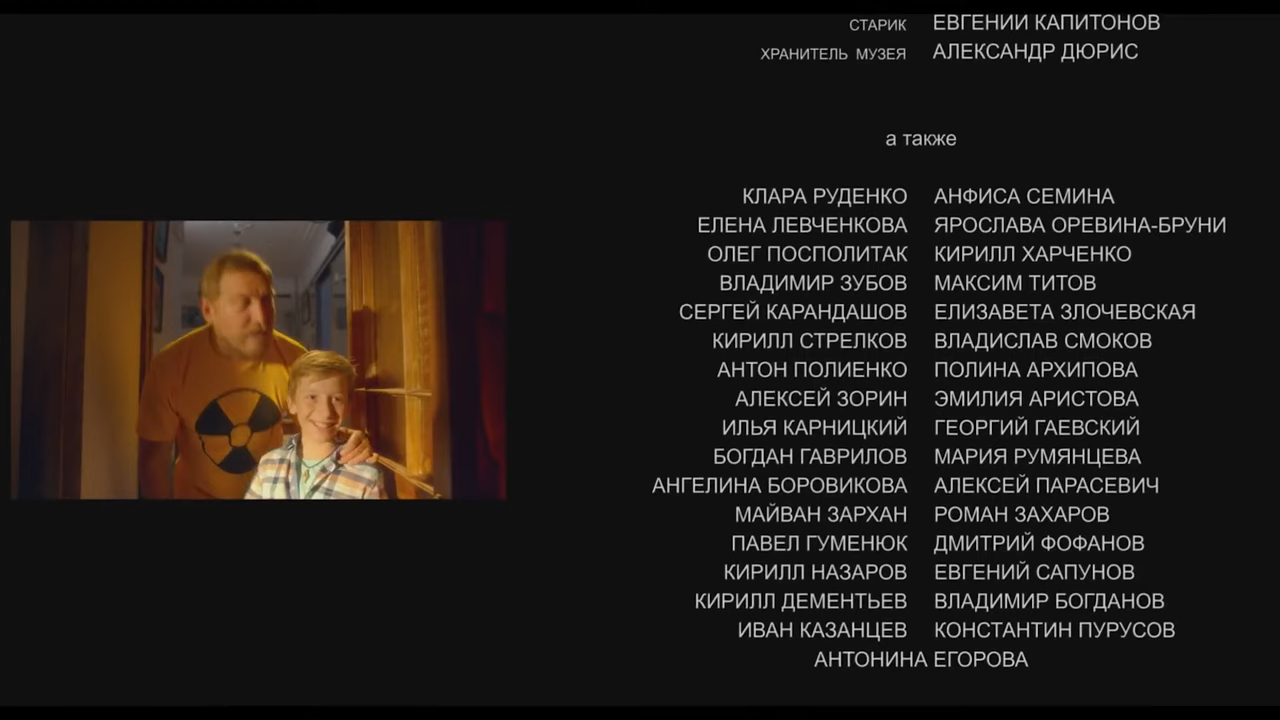 СТАРИК ЕВГЕНИЙ КАПИТОНОВ
ХРАНИТЕЛЬ МУЗЕЯ АЛЕКСАНДР ДЮРИС
а также
КЛАРА РУДЕНКО АНФИСА СЕМИНА
ЕЛЕНА ЛЕВЧЕНКОВА ЯРОСЛАВА ОРЕВИНА-БРУНИ
ОЛЕГ ПОСПОЛИТАК КИРИЛЛ ХАРЧЕНКО
ВЛАДИМИР ЗУБОВ МАКСИМ ТИТОВ
СЕРГЕЙ КАРАНДАШОВ ЕЛИЗАВЕТА ЗЛОЧЕВСКАЯ
КИРИЛЛ СТРЕЛКОВ ВЛАДИСЛАВ СМОКОВ
АНТОН ПОЛИЕНКО ПОЛИНА АРХИПОВА
АЛЕКСЕЙ ЗОРИН ЭМИЛИЯ АРИСТОВА
ИЛЬЯ КАРНИЦКИЙ ГЕОРГИЙ ГАЕВСКИЙ
БОГДАН ГАВРИЛОВ МАРИЯ РУМЯНЦЕВА
АНГЕЛИНА БОРОВИКОВА АЛЕКСЕЙ ПАРАСЕВИЧ
МАЙВАН ЗАРХАН РОМАН ЗАХАРОВ
ПАВЕЛ ГУМЕНЮК ДМИТРИЙ ФОФАНОВ
КИРИЛЛ НАЗАРОВ ЕВГЕНИЙ САПУНОВ
КИРИЛЛ ДЕМЕНТЬЕВ ВЛАДИМИР БОГДАНОВ
ИВАН КАЗАНЦЕВ КОНСТАНТИН ПУРУСОВ
АНТОНИНА ЕГОРОВА